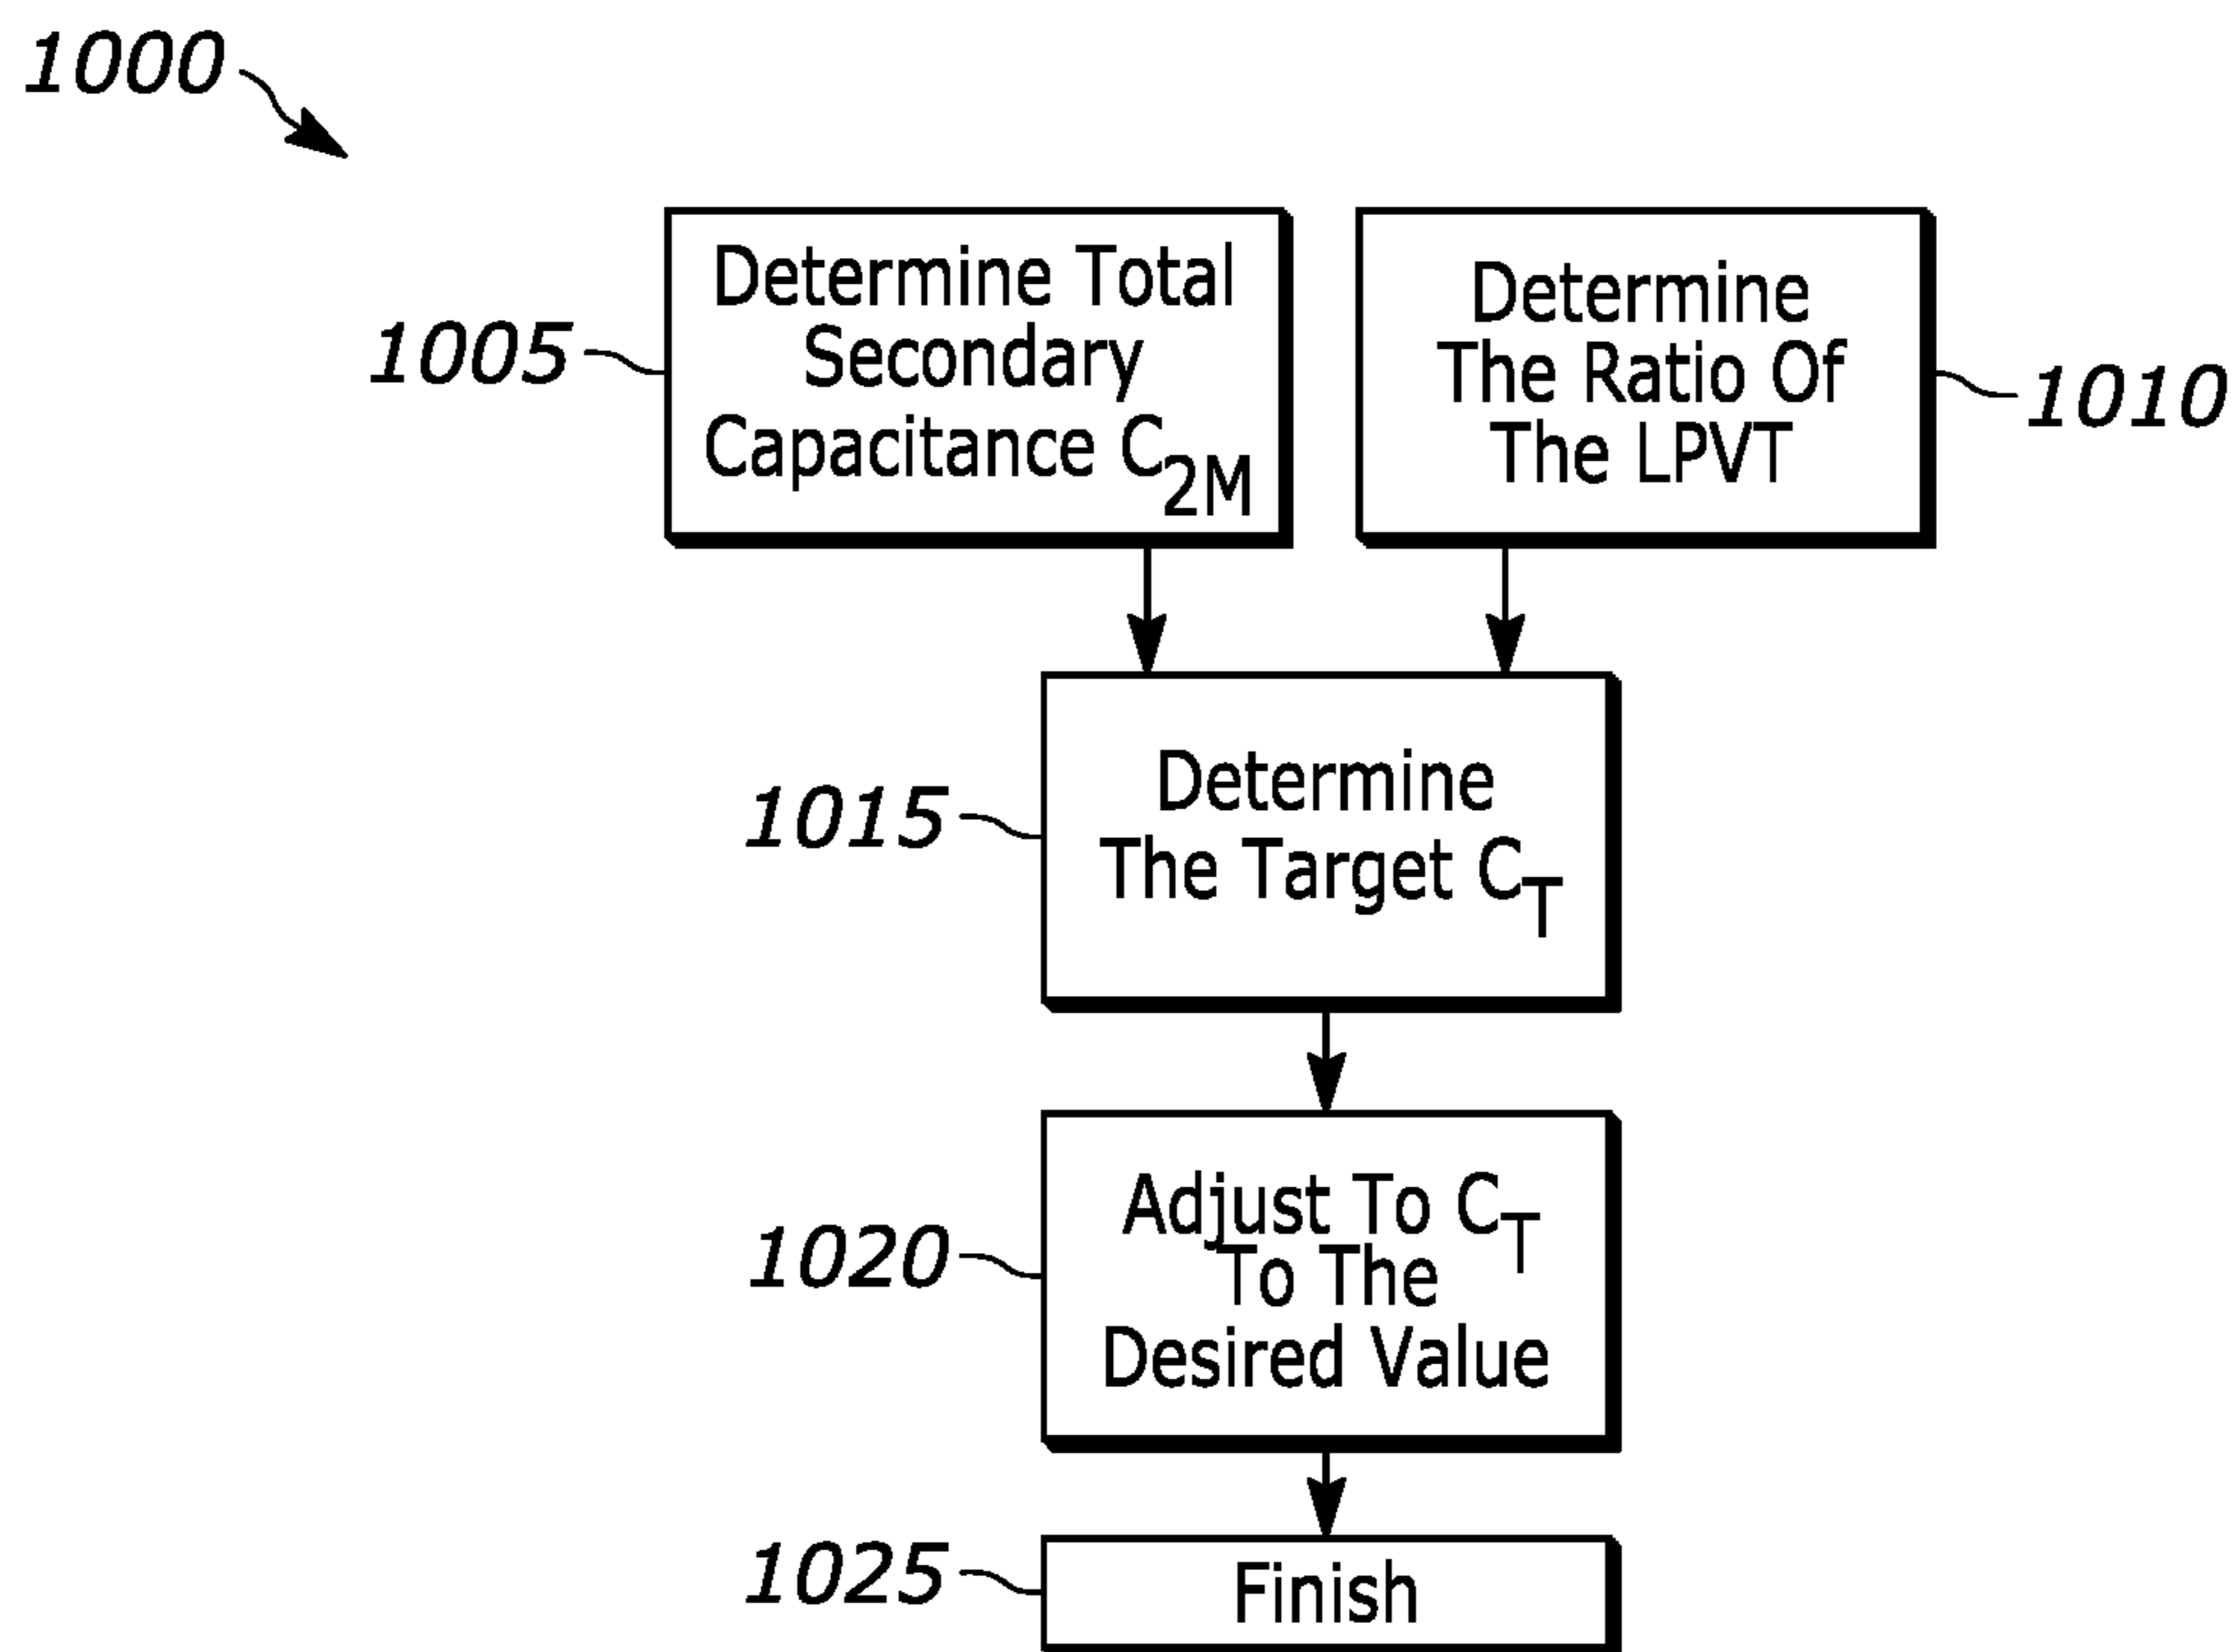 1000
Determine Total
Secondary
Capacitance C2M
1005
Determine
The Ratio Of
The LPVT
1010
Determine
The Target CT
1015
Adjust To CT
To The
Desired Value
1020
Finish
1025